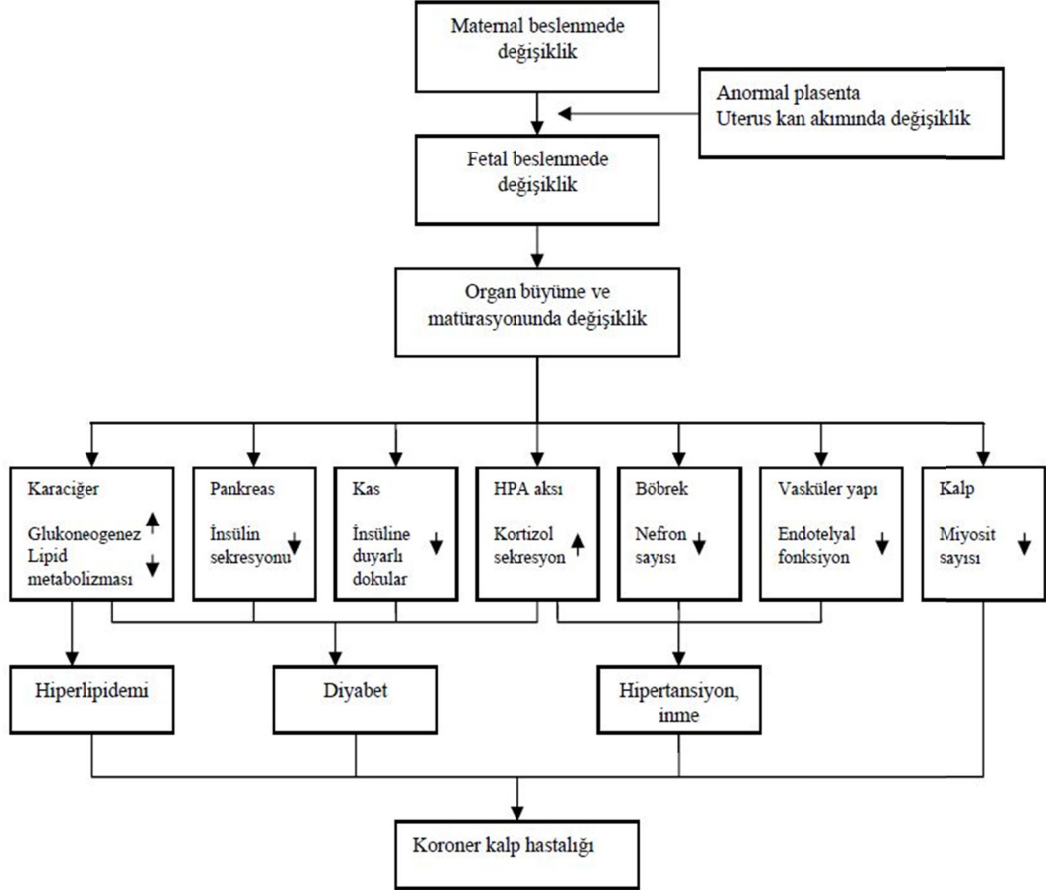 Maternal beslenmede
değişiklik
Anormal plasenta
Uterus kan akımında değişiklik
Fetal beslenmede
değişiklik
Organ büyüme ve
matürasyonunda değişiklik
Karaciğer
Glukoneogenez
Lipid
metabolizması
Pankreas
İnsülin
sekresyonu
Kas
İnsüline
duyarlı
dokular
HPA aksı
Kortizol
sekresyon
Böbrek
Nefron
sayısı
Vasküler yapı
Endotelyal
fonksiyon
Kalp
Miyosit
sayısı
Hiperlipidemi
Diyabet
Hipertansiyon,
inme
Koroner kalp hastalığı